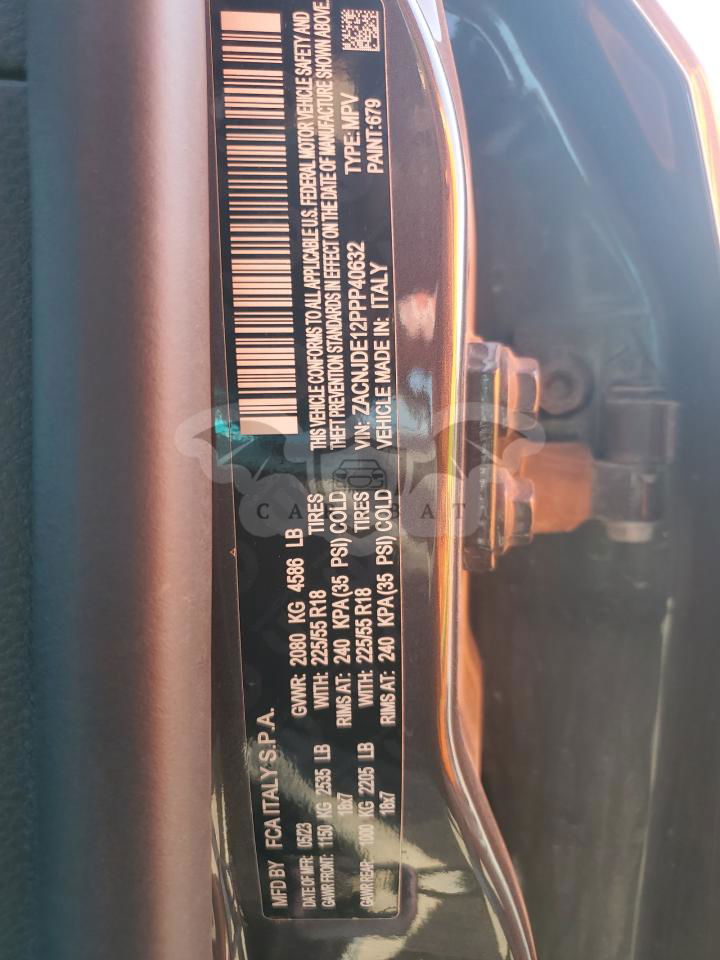 MFD BY FCA ITALY S.P.A.
DATE OF MFR: 05/23 GVWR: 2080 KG 4586 LB
GAWR FRONT: 1150 KG 2535 LB WITH: 225/55 R18 TIRES
18x7 RIMS AT: 240 KPA(35 PSI) COLD
GAWR REAR: 1000 KG 2205 LB WITH: 225/55 R18 TIRES
18x7 RIMS AT: 240 KPA(35 PSI) COLD
THIS VEHICLE CONFORMS TO ALL APPLICABLE U.S. FEDERAL MOTOR VEHICLE SAFETY AND
THEFT PREVENTION STANDARDS IN EFFECT ON THE DATE OF MANUFACTURE SHOWN ABOVE.
VIN: ZACNJDE12PPP40632 TYPE: MPV
VEHICLE MADE IN: ITALY PAINT:679
CAR BAT